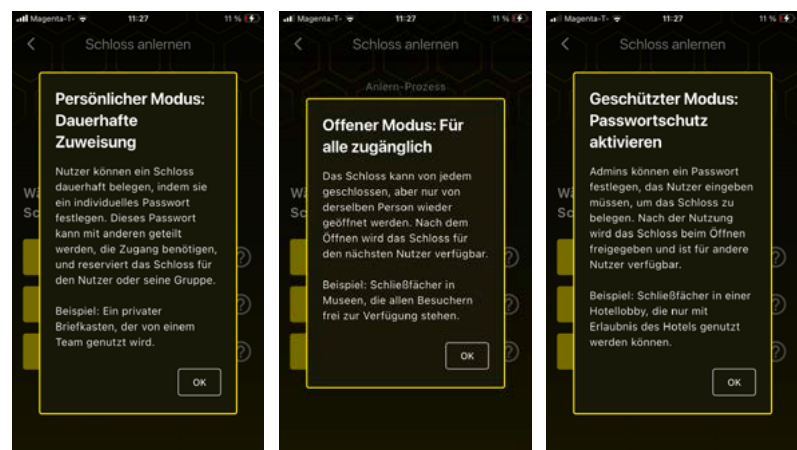 Magenta-T- 11:27 11 %
Schloss anlernen
Persönlicher Modus:
Dauerhafte
Zuweisung
Nutzer können ein Schloss
dauerhaft belegen, indem sie
ein individuelles Passwort
festlegen. Dieses Passwort
kann mit anderen geteilt
werden, die Zugang benötigen,
und reserviert das Schloss für
den Nutzer oder seine Gruppe.
Beispiel: Ein privater
Briefkasten, der von einem
Team genutzt wird.
OK
Magenta-T- 11:27 11 %
Schloss anlernen
Anlern-Prozess
Offener Modus: Für
alle zugänglich
Das Schloss kann von jedem
geschlossen, aber nur von
derselben Person wieder
geöffnet werden. Nach dem
Öffnen wird das Schloss für
den nächsten Nutzer verfügbar.
Beispiel: Schließfächer in
Museen, die allen Besuchern
frei zur Verfügung stehen.
OK
Magenta-T- 11:27 11 %
Schloss anlernen
Geschützter Modus:
Passwortschutz
aktivieren
Admins können ein Passwort
festlegen, das Nutzer eingeben
müssen, um das Schloss zu
belegen. Nach der Nutzung
wird das Schloss beim Öffnen
freigegeben und ist für andere
Nutzer verfügbar.
Beispiel: Schließfächer in einer
Hotellobby, die nur mit
Erlaubnis des Hotels genutzt
werden können.
OK